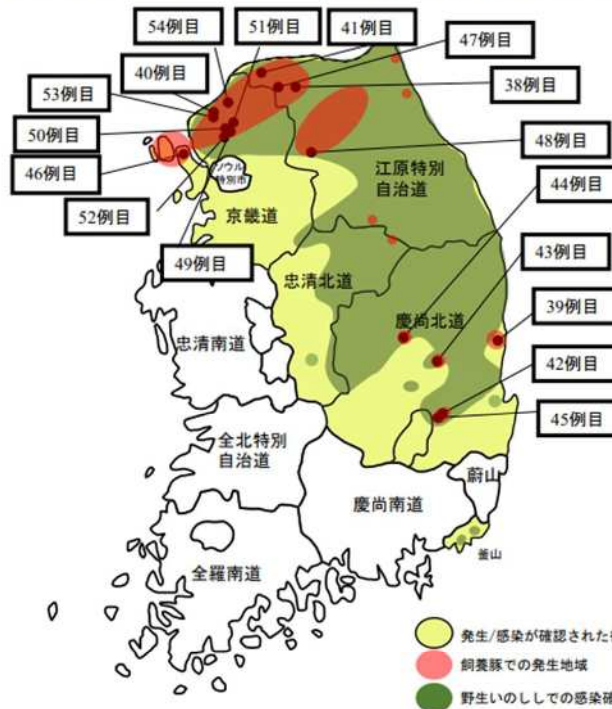 54例目
51例目
41例目
47例目
40例目
53例目
38例目
50例目
48例目
46例目
ソウル
特別市
江原特別
自治道
44例目
52例目
京畿道
43例目
49例目
忠清北道
慶尚北道
39例目
忠清南道
42例目
45例目
全北特別
自治道
慶尚南道
蔚山
釜山
全羅南道
発生/感染が確認された
飼養豚での発生地域
野生いのししでの感染確